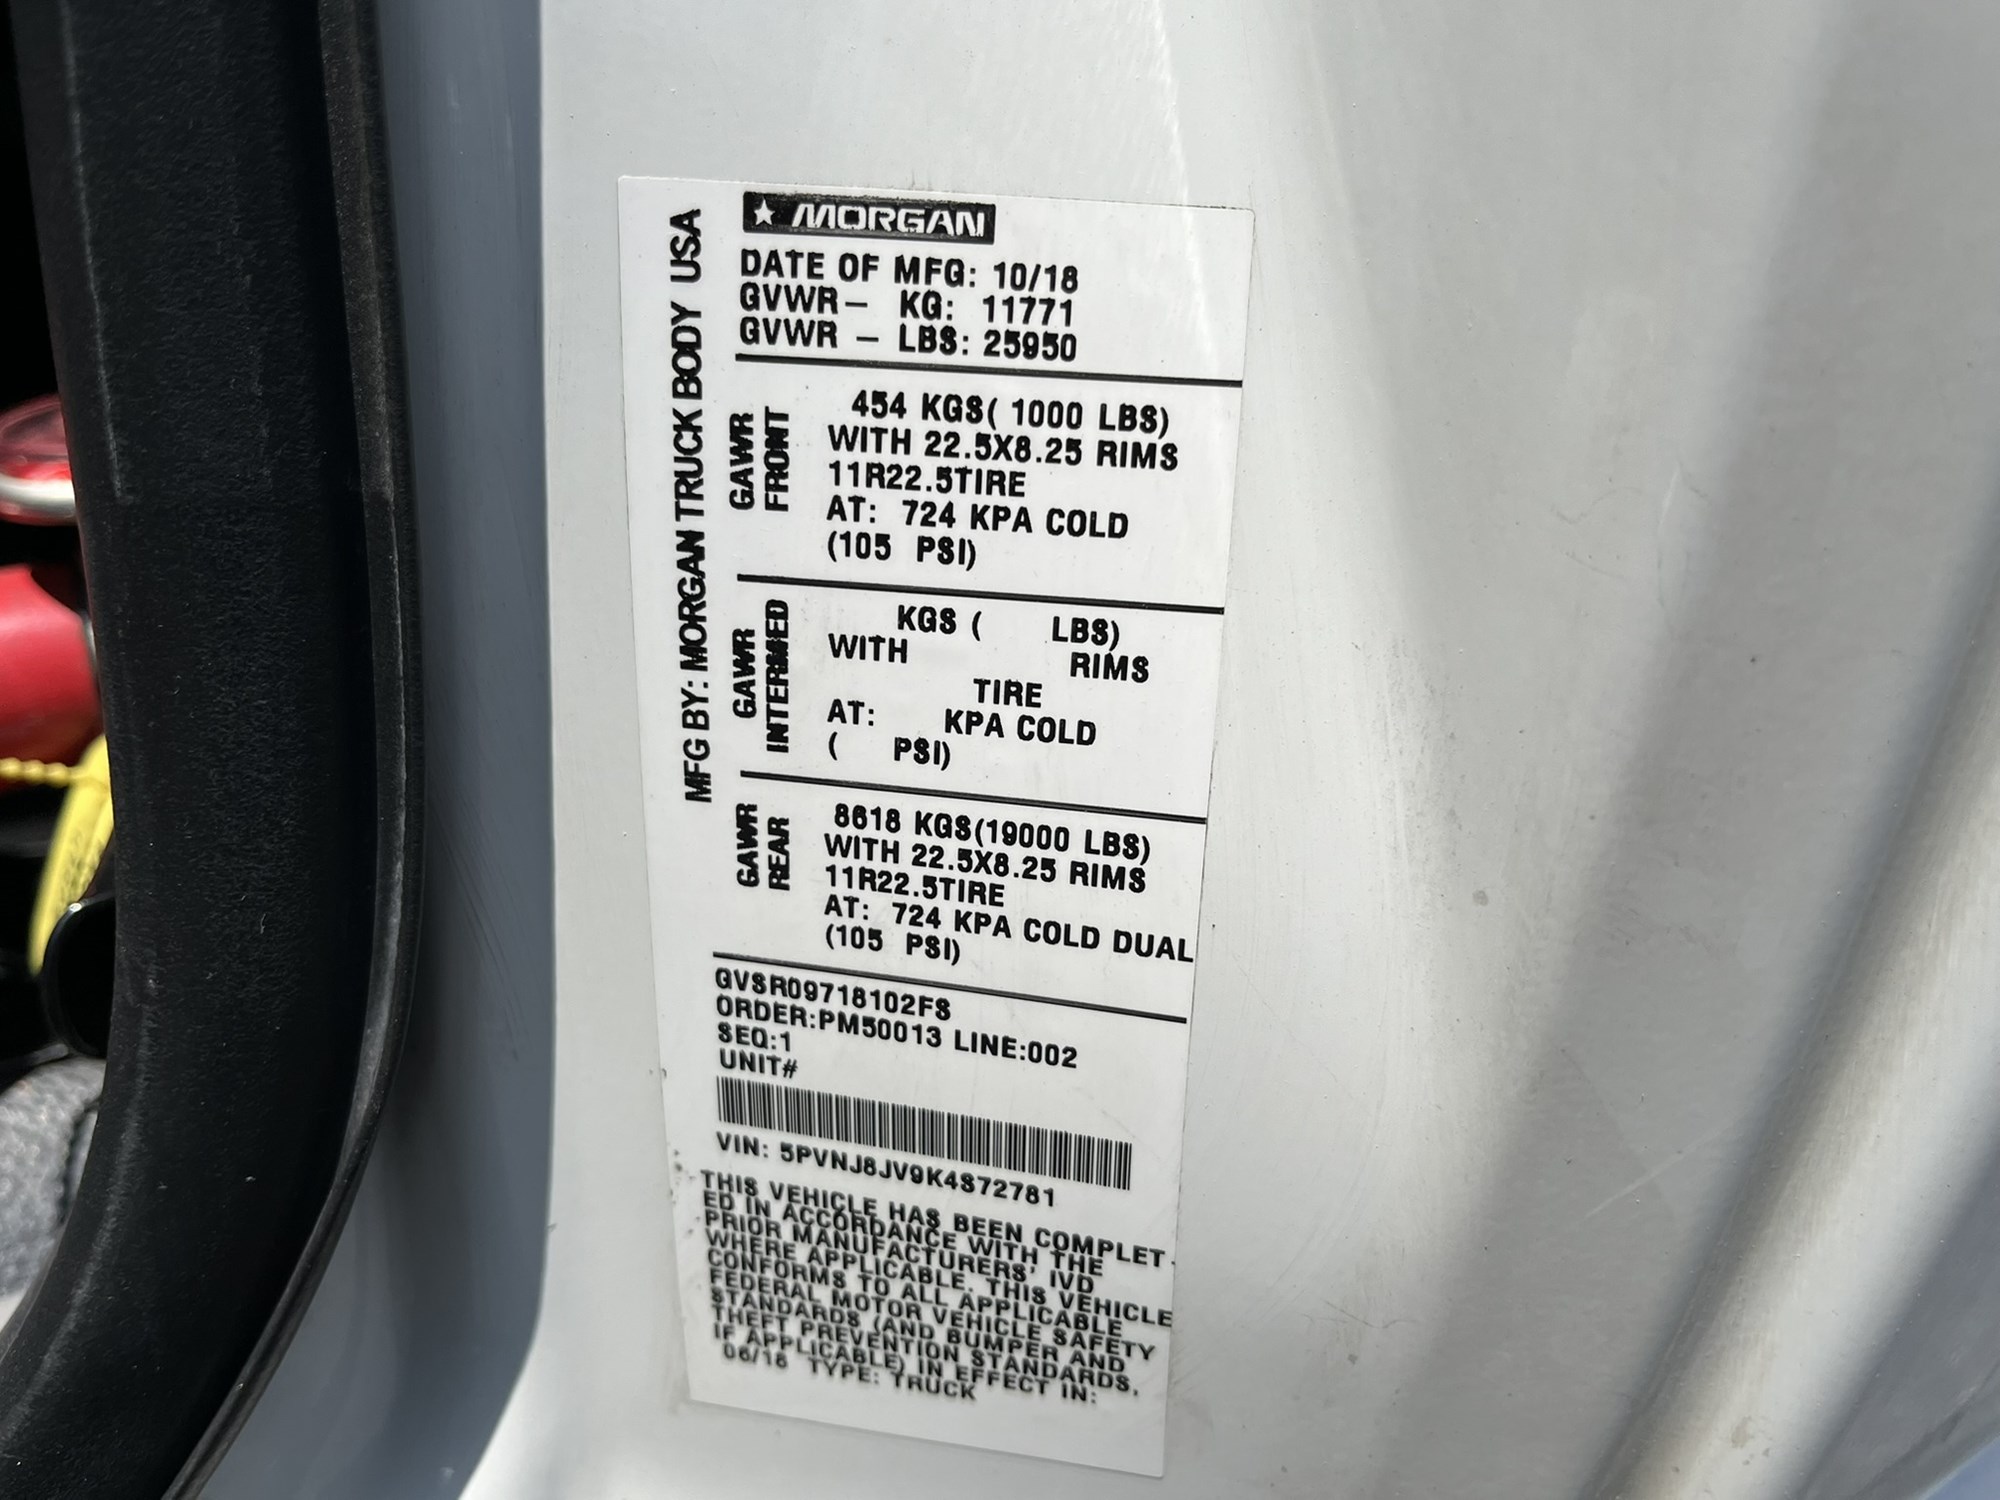 MORGAN
MFG BY: MORGAN TRUCK BODY USA
DATE OF MFG: 10/18
GVWR— KG: 11771
GVWR — LBS: 25950
GAWR FRONT
454 KGS( 1000 LBS)
WITH 22.5X8.25 RIMS
11R22.5TIRE
AT: 724 KPA COLD
(105 PSI)
GAWR INTERMED
KGS ( LBS)
WITH RIMS
TIRE
AT: KPA COLD
( PSI)
GAWR REAR
8618 KGS(19000 LBS)
WITH 22.5X8.25 RIMS
11R22.5TIRE
AT: 724 KPA COLD DUAL
(105 PSI)
GVSR09718102FS
ORDER:PM50013 LINE:002
SEQ:1
UNIT#
VIN: 5PVNJ8JV9K4S72781
THIS VEHICLE HAS BEEN COMPLET
ED IN ACCORDANCE WITH THE
PRIOR MANUFACTURERS' IVD
WHERE APPLICABLE. THIS VEHICLE
CONFORMS TO ALL APPLICABLE
FEDERAL MOTOR VEHICLE SAFETY
STANDARDS (AND BUMPER AND
THEFT PREVENTION STANDARDS,
IF APPLICABLE) IN EFFECT IN:
06/18 TYPE: TRUCK